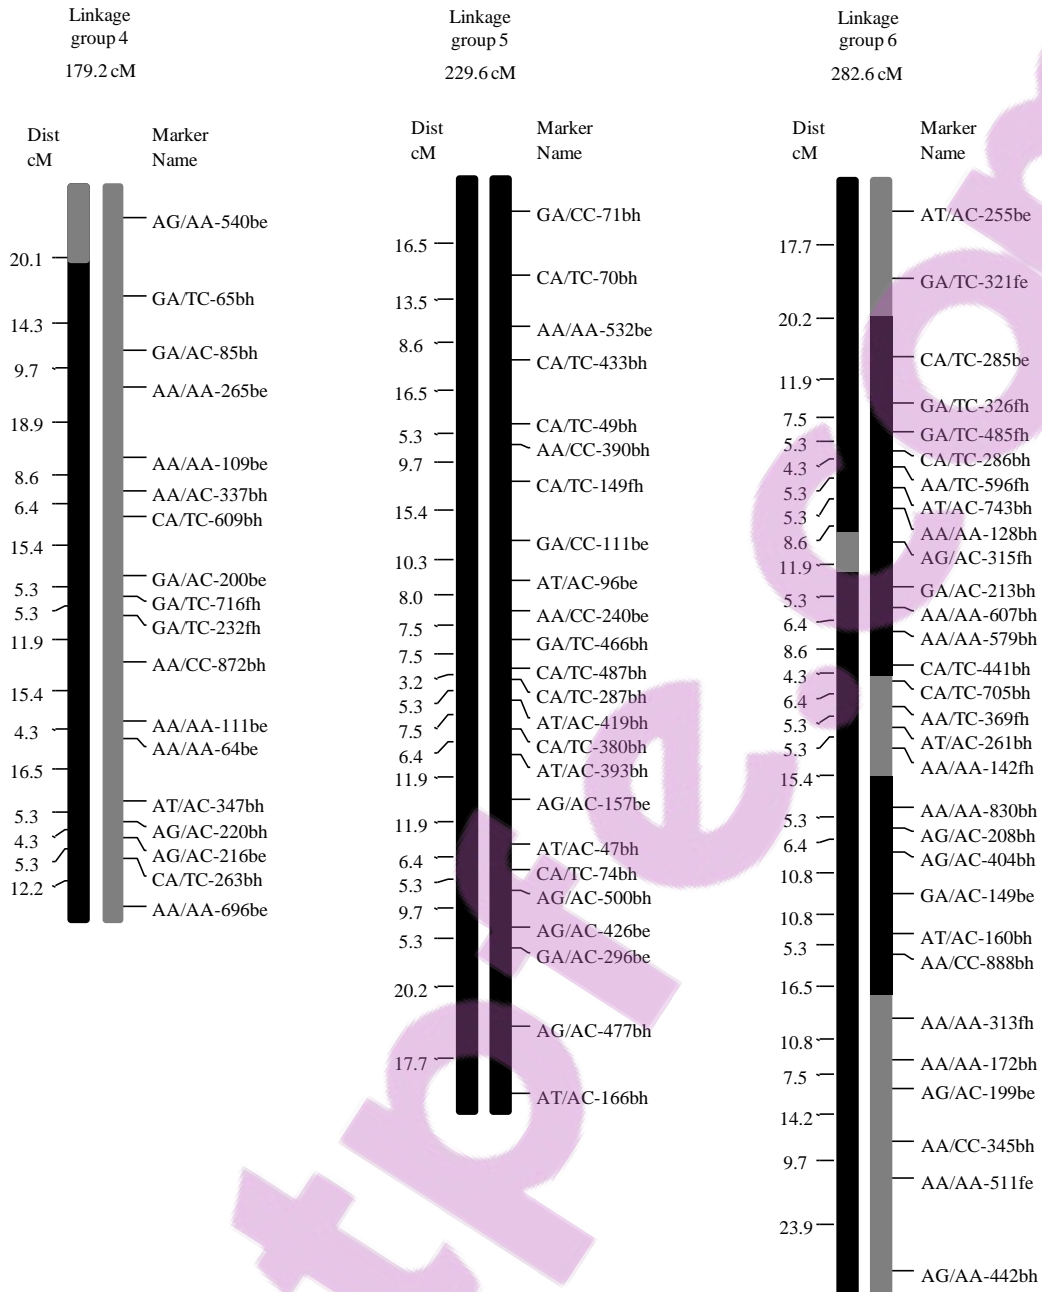 Linkage
group 4
179.2 cM
Dist
cM
Marker
Name
20.1
14.3
9.7
18.9
8.6
6.4
15.4
5.3
5.3
11.9
15.4
4.3
16.5
5.3
4.3
5.3
12.2
AG/AA-540be
GA/TC-65bh
GA/AC-85bh
AA/AA-265be
AA/AA-109be
AA/AC-337bh
CA/TC-609bh
GA/AC-200be
GA/TC-716fh
GA/TC-232fh
AA/CC-872bh
AA/AA-111be
AA/AA-64be
AT/AC-347bh
AG/AC-220bh
AG/AC-216be
CA/TC-263bh
AA/AA-696be
Linkage
group 5
229.6 cM
Dist
cM
Marker
Name
16.5
13.5
8.6
16.5
5.3
9.7
15.4
10.3
8.0
7.5
7.5
3.2
5.3
7.5
6.4
11.9
11.9
6.4
5.3
9.7
5.3
20.2
17.7
GA/CC-71bh
CA/TC-70bh
AA/AA-532be
CA/TC-433bh
CA/TC-49bh
AA/CC-390bh
CA/TC-149fh
GA/CC-111be
AT/AC-96be
AA/CC-240be
GA/TC-466bh
CA/TC-487bh
CA/TC-287bh
AT/AC-419bh
CA/TC-380bh
AT/AC-393bh
AG/AC-157be
AT/AC-47bh
CA/TC-74bh
AG/AC-500bh
AG/AC-426be
GA/AC-296be
AG/AC-477bh
AT/AC-166bh
Linkage
group 6
282.6 cM
Dist
cM
Marker
Name
17.7
20.2
11.9
7.5
5.3
4.3
5.3
5.3
8.6
11.9
5.3
6.4
8.6
4.3
6.4
5.3
5.3
15.4
5.3
6.4
10.8
10.8
5.3
16.5
10.8
7.5
14.2
9.7
23.9
AT/AC-255be
GA/TC-321fe
CA/TC-285be
GA/TC-326fh
GA/TC-485fh
CA/TC-286bh
AA/TC-596fh
AT/AC-743bh
AA/AA-128bh
AG/AC-315fh
GA/AC-213bh
AA/AA-607bh
AA/AA-579bh
CA/TC-441bh
CA/TC-705bh
AA/TC-369fh
AT/AC-261bh
AA/AA-142fh
AA/AA-830bh
AG/AC-208bh
AG/AC-404bh
GA/AC-149be
AT/AC-160bh
AA/CC-888bh
AA/AA-313fh
AA/AA-172bh
AG/AC-199be
AA/CC-345bh
AA/AA-511fe
AG/AA-442bh